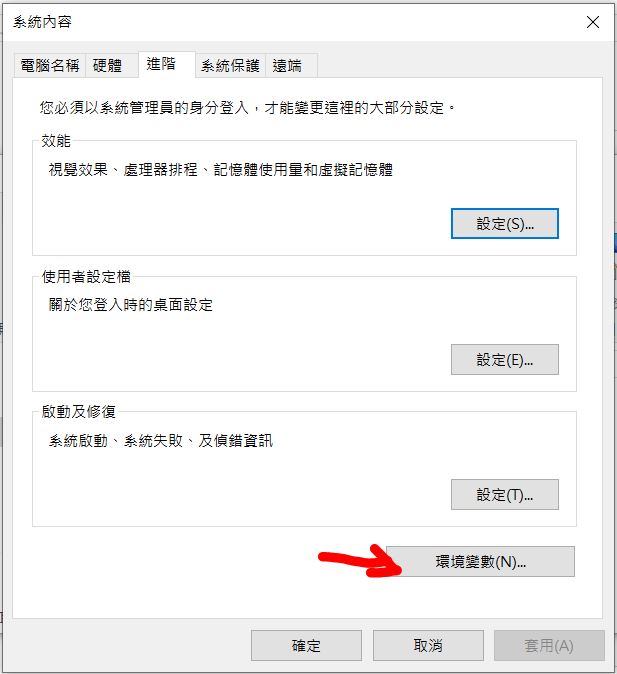 系統內容
電腦名稱 硬體 進階 系統保護 遠端
您必須以系統管理員的身分登入，才能變更這裡的大部分設定。
效能
視覺效果、處理器排程、記憶體使用量和虛擬記憶體
設定(S)...
使用者設定檔
關於您登入時的桌面設定
設定(E)...
啟動及修復
系統啟動、系統失敗、及偵錯資訊
設定(T)...
環境變數(N)...
確定 取消 套用(A)